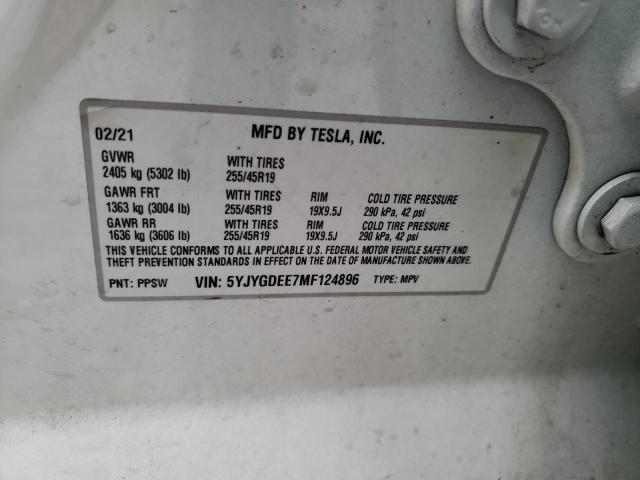 ON
02/21 MFD BY TESLA, INC.
GVWR WITH TIRES
2405 kg (5302 lb) 255/45R19
GAWR FRT WITH TIRES RIM COLD TIRE PRESSURE
1363 kg (3004 lb) 255/45R19 19X9.5J 290 kPa, 42 psi
GAWR RR WITH TIRES RIM COLD TIRE PRESSURE
1636 kg (3606 lb) 255/45R19 19X9.5J 290 kPa, 42 psi
THIS VEHICLE CONFORMS TO ALL APPLICABLE U.S. FEDERAL MOTOR VEHICLE SAFETY AND
THEFT PREVENTION STANDARDS IN EFFECT ON THE DATE OF MANUFACTURE SHOWN ABOVE.
PNT: PPSW VIN: 5YJYGDEE7MF124896 TYPE: MPV